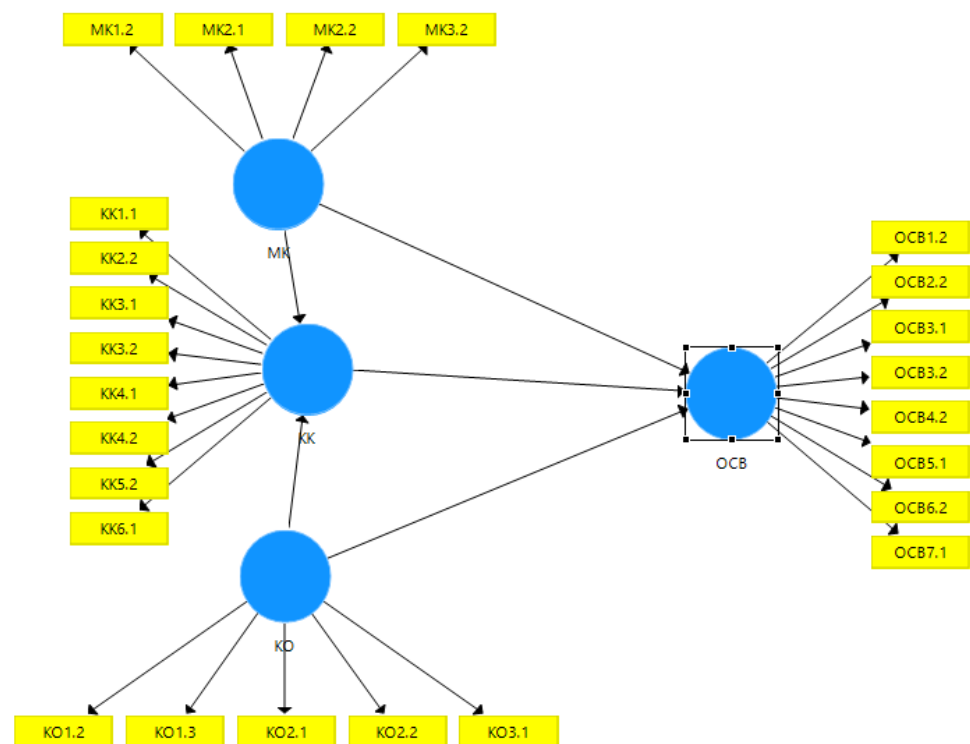 MK1.2
MK2.1
MK2.2
MK3.2
MK
KK1.1
KK2.2
KK3.1
KK3.2
KK4.1
KK4.2
KK5.2
KK6.1
KK
OCB1.2
OCB2.2
OCB3.1
OCB3.2
OCB4.2
OCB5.1
OCB6.2
OCB7.1
OCB
KO
KO1.2
KO1.3
KO2.1
KO2.2
KO3.1